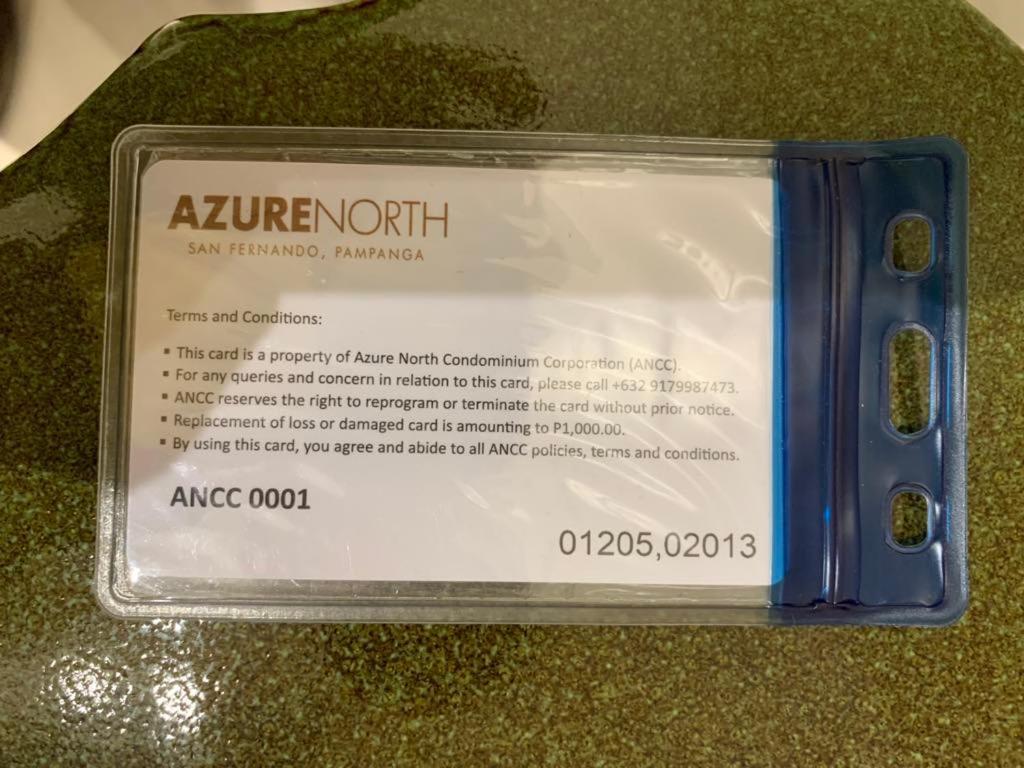 AZURENORTH
SAN FERNANDO, PAMPANGA
Terms and Conditions:
▪ This card is a property of Azure North Condominium Corporation (ANCC).
▪ For any queries and concern in relation to this card, please call +632 9179987473.
▪ ANCC reserves the right to reprogram or terminate the card without prior notice.
▪ Replacement of loss or damaged card is amounting to P1,000.00.
▪ By using this card, you agree and abide to all ANCC policies, terms and conditions.
ANCC 0001
01205,02013